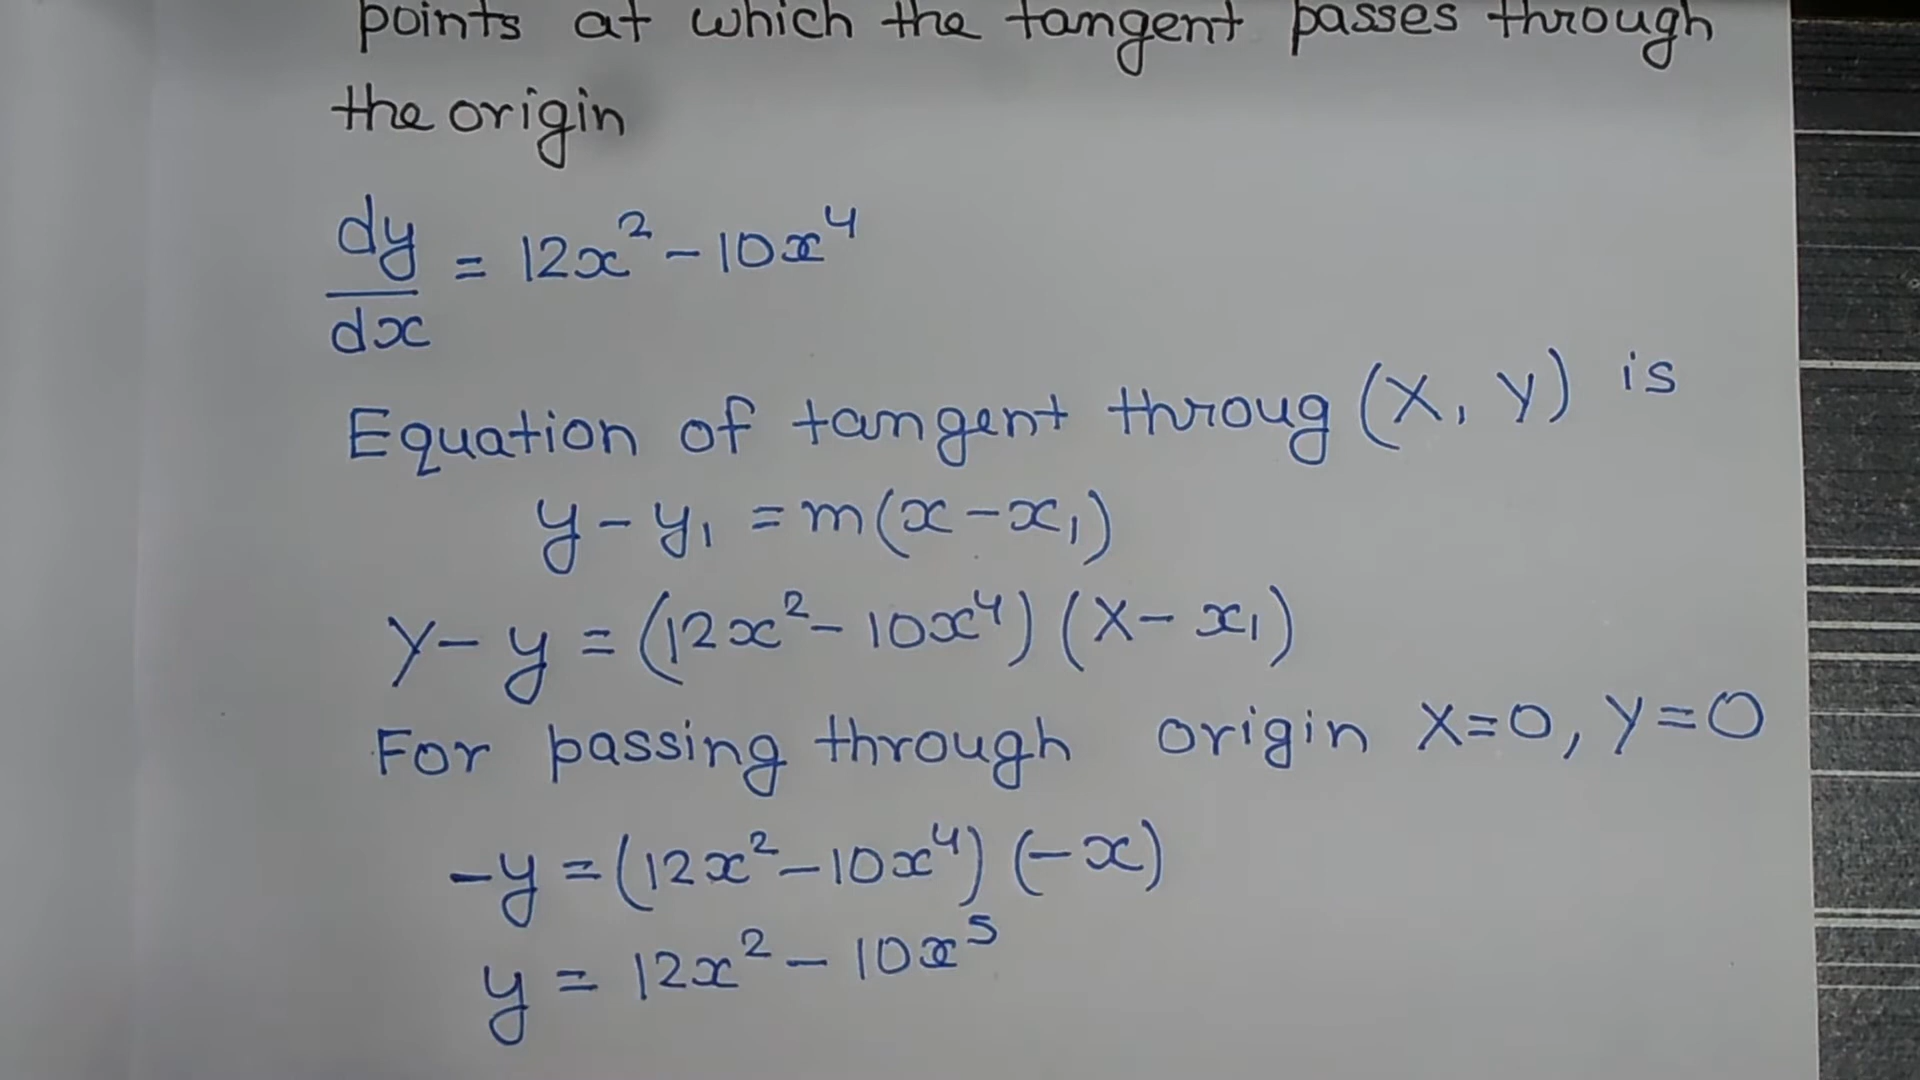 points at which the tangent passes through
the origin
dy/dx = 12x² - 10x⁴
Equation of tangent throug (X, Y) is
y - y₁ = m(x - x₁)
Y - y = (12x² - 10x⁴) (X - x₁)
For passing through origin X=0, Y=0
-y = (12x² - 10x⁴) (-x)
y = 12x² - 10x⁵